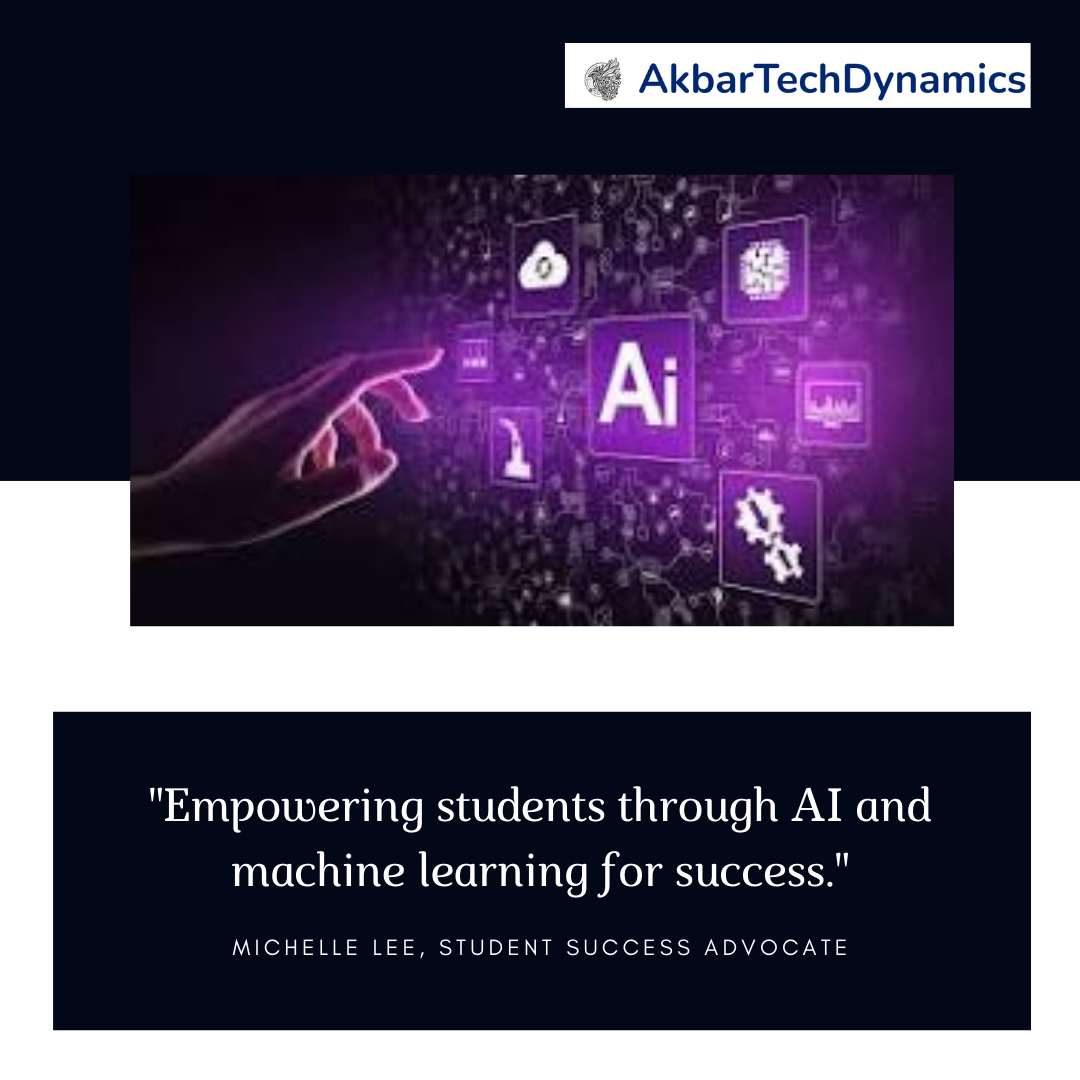 AkbarTechDynamics
Ai
"Empowering students through AI and
machine learning for success."
MICHELLE LEE, STUDENT SUCCESS ADVOCATE